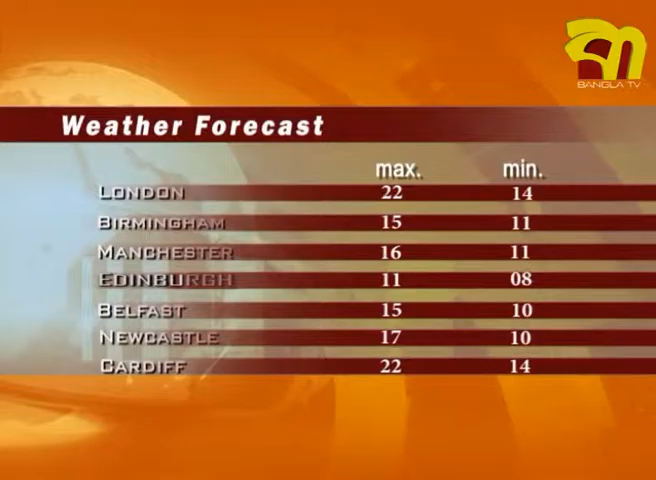 BANGLA TV
Weather Forecast
max. min.
LONDON 22 14
BIRMINGHAM 15 11
MANCHESTER 16 11
EDINBURGH 11 08
BELFAST 15 10
NEWCASTLE 17 10
CARDIFF 22 14